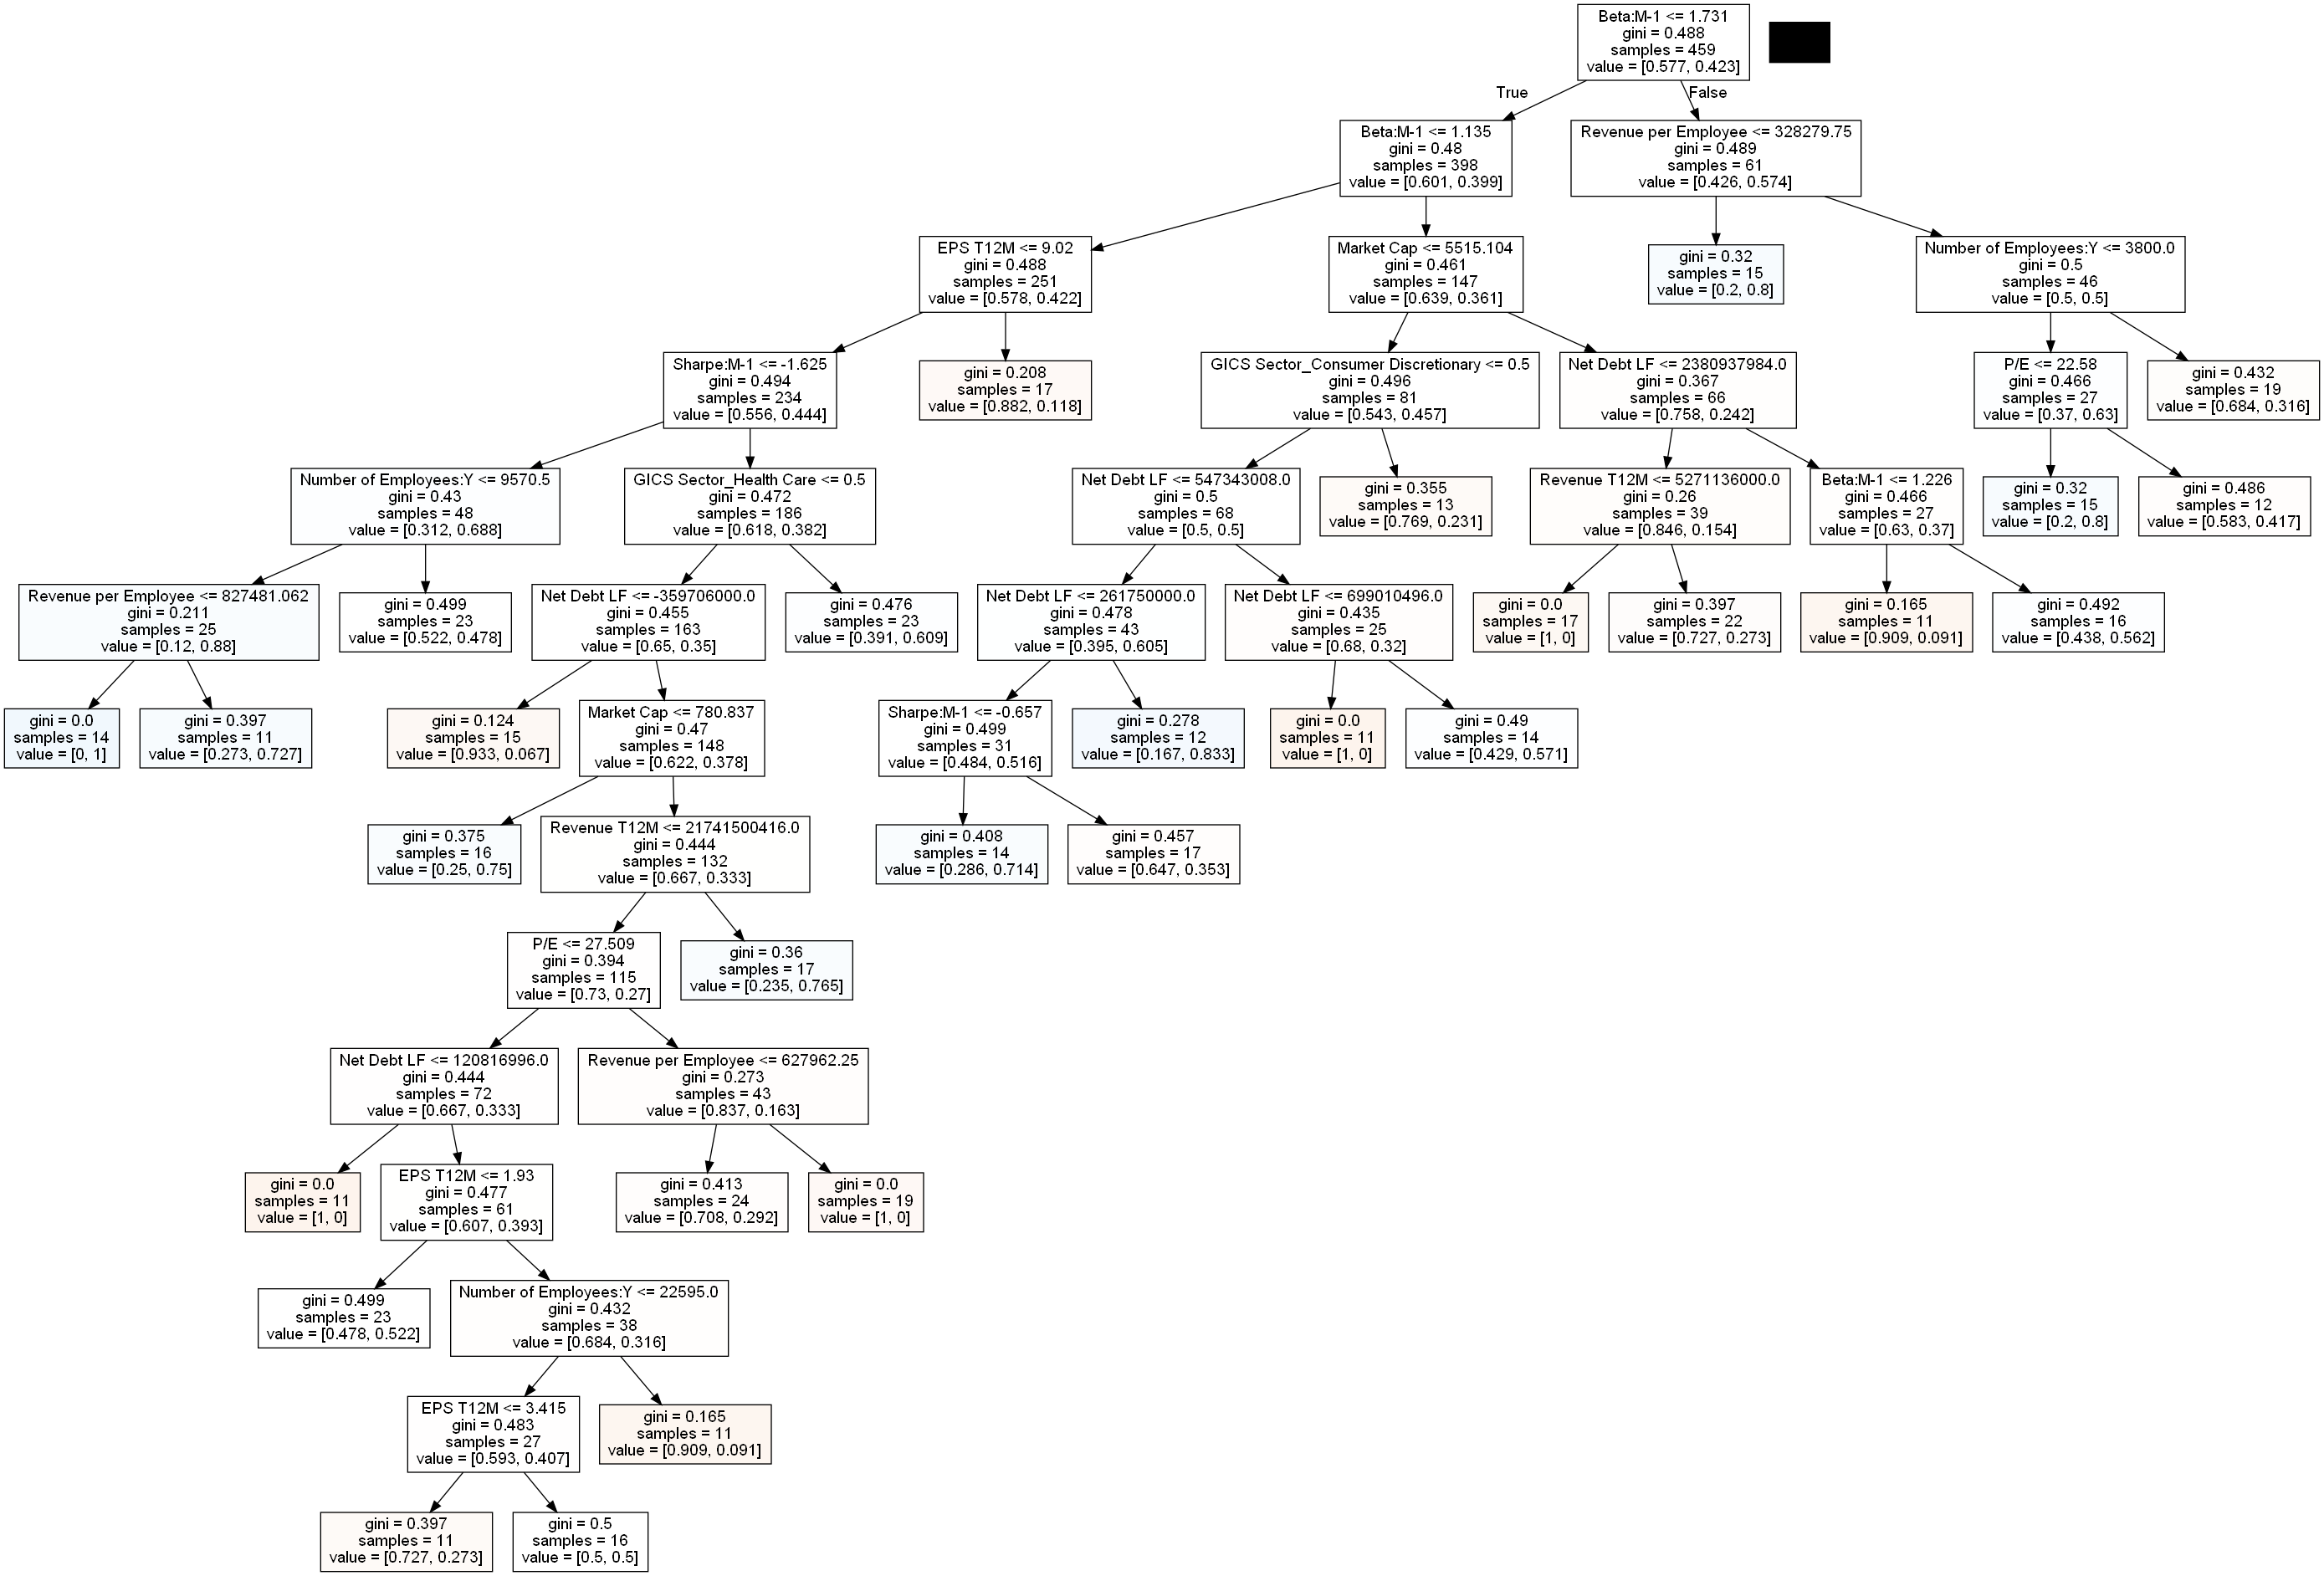 Beta:M-1 <= 1.731
gini = 0.488
samples = 459
value = [0.577, 0.423]
True
False
Beta:M-1 <= 1.135
gini = 0.48
samples = 398
value = [0.601, 0.399]
Revenue per Employee <= 328279.75
gini = 0.489
samples = 61
value = [0.426, 0.574]
EPS T12M <= 9.02
gini = 0.488
samples = 251
value = [0.578, 0.422]
Market Cap <= 5515.104
gini = 0.461
samples = 147
value = [0.639, 0.361]
gini = 0.32
samples = 15
value = [0.2, 0.8]
Number of Employees:Y <= 3800.0
gini = 0.5
samples = 46
value = [0.5, 0.5]
Sharpe:M-1 <= -1.625
gini = 0.494
samples = 234
value = [0.556, 0.444]
gini = 0.208
samples = 17
value = [0.882, 0.118]
GICS Sector_Consumer Discretionary <= 0.5
gini = 0.496
samples = 81
value = [0.543, 0.457]
Net Debt LF <= 2380937984.0
gini = 0.367
samples = 66
value = [0.758, 0.242]
P/E <= 22.58
gini = 0.466
samples = 27
value = [0.37, 0.63]
gini = 0.432
samples = 19
value = [0.684, 0.316]
Number of Employees:Y <= 9570.5
gini = 0.43
samples = 48
value = [0.312, 0.688]
GICS Sector_Health Care <= 0.5
gini = 0.472
samples = 186
value = [0.618, 0.382]
Net Debt LF <= 547343008.0
gini = 0.5
samples = 68
value = [0.5, 0.5]
gini = 0.355
samples = 13
value = [0.769, 0.231]
Revenue T12M <= 5271136000.0
gini = 0.26
samples = 39
value = [0.846, 0.154]
Beta:M-1 <= 1.226
gini = 0.466
samples = 27
value = [0.63, 0.37]
gini = 0.32
samples = 15
value = [0.2, 0.8]
gini = 0.486
samples = 12
value = [0.583, 0.417]
Revenue per Employee <= 827481.062
gini = 0.211
samples = 25
value = [0.12, 0.88]
gini = 0.499
samples = 23
value = [0.522, 0.478]
Net Debt LF <= -359706000.0
gini = 0.455
samples = 163
value = [0.65, 0.35]
gini = 0.476
samples = 23
value = [0.391, 0.609]
Net Debt LF <= 261750000.0
gini = 0.478
samples = 43
value = [0.395, 0.605]
Net Debt LF <= 699010496.0
gini = 0.435
samples = 25
value = [0.68, 0.32]
gini = 0.0
samples = 17
value = [1, 0]
gini = 0.397
samples = 22
value = [0.727, 0.273]
gini = 0.165
samples = 11
value = [0.909, 0.091]
gini = 0.492
samples = 16
value = [0.438, 0.562]
gini = 0.0
samples = 14
value = [0, 1]
gini = 0.397
samples = 11
value = [0.273, 0.727]
gini = 0.124
samples = 15
value = [0.933, 0.067]
Market Cap <= 780.837
gini = 0.47
samples = 148
value = [0.622, 0.378]
Sharpe:M-1 <= -0.657
gini = 0.499
samples = 31
value = [0.484, 0.516]
gini = 0.278
samples = 12
value = [0.167, 0.833]
gini = 0.0
samples = 11
value = [1, 0]
gini = 0.49
samples = 14
value = [0.429, 0.571]
gini = 0.375
samples = 16
value = [0.25, 0.75]
Revenue T12M <= 21741500416.0
gini = 0.444
samples = 132
value = [0.667, 0.333]
gini = 0.408
samples = 14
value = [0.286, 0.714]
gini = 0.457
samples = 17
value = [0.647, 0.353]
P/E <= 27.509
gini = 0.394
samples = 115
value = [0.73, 0.27]
gini = 0.36
samples = 17
value = [0.235, 0.765]
Net Debt LF <= 120816996.0
gini = 0.444
samples = 72
value = [0.667, 0.333]
Revenue per Employee <= 627962.25
gini = 0.273
samples = 43
value = [0.837, 0.163]
gini = 0.0
samples = 11
value = [1, 0]
EPS T12M <= 1.93
gini = 0.477
samples = 61
value = [0.607, 0.393]
gini = 0.413
samples = 24
value = [0.708, 0.292]
gini = 0.0
samples = 19
value = [1, 0]
gini = 0.499
samples = 23
value = [0.478, 0.522]
Number of Employees:Y <= 22595.0
gini = 0.432
samples = 38
value = [0.684, 0.316]
EPS T12M <= 3.415
gini = 0.483
samples = 27
value = [0.593, 0.407]
gini = 0.165
samples = 11
value = [0.909, 0.091]
gini = 0.397
samples = 11
value = [0.727, 0.273]
gini = 0.5
samples = 16
value = [0.5, 0.5]